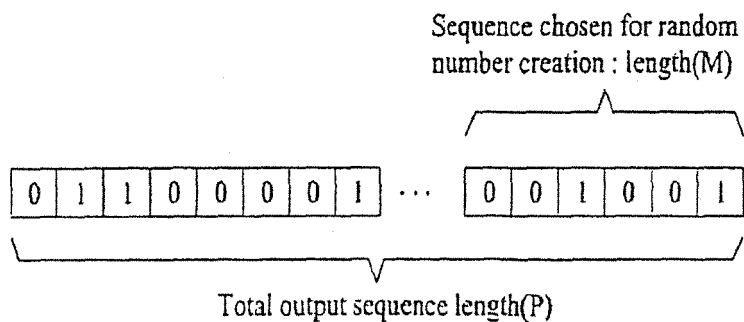 Sequence chosen for random
number creation : length(M)
0 1 1 0 0 0 0 1 ··· 0 0 1 0 0 1
Total output sequence length(P)